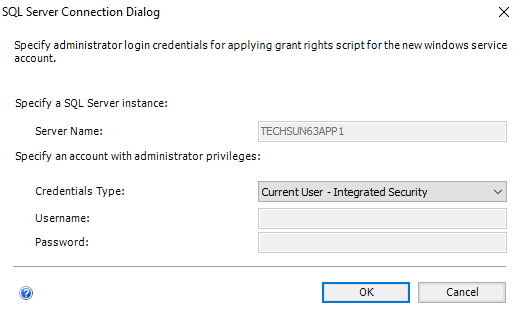 SQL Server Connection Dialog
Specify administrator login credentials for applying grant rights script for the new windows service
account.
Specify a SQL Server instance:
Server Name:
TECHSUN63APP1
Specify an account with administrator privileges:
Credentials Type:
Current User - Integrated Security
Username:
Password:
OK
Cancel